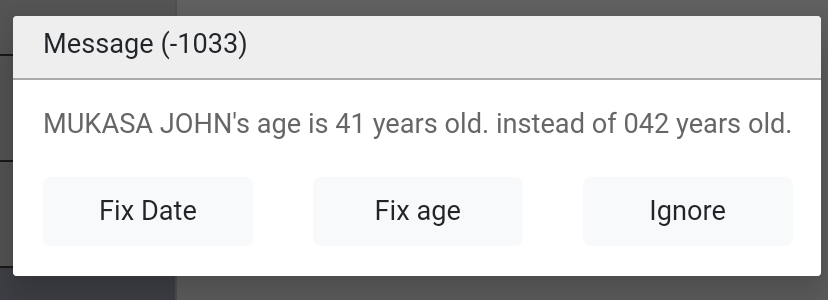 Message (-1033)
MUKASA JOHN's age is 41 years old. instead of 042 years old.
Fix Date
Fix age
Ignore